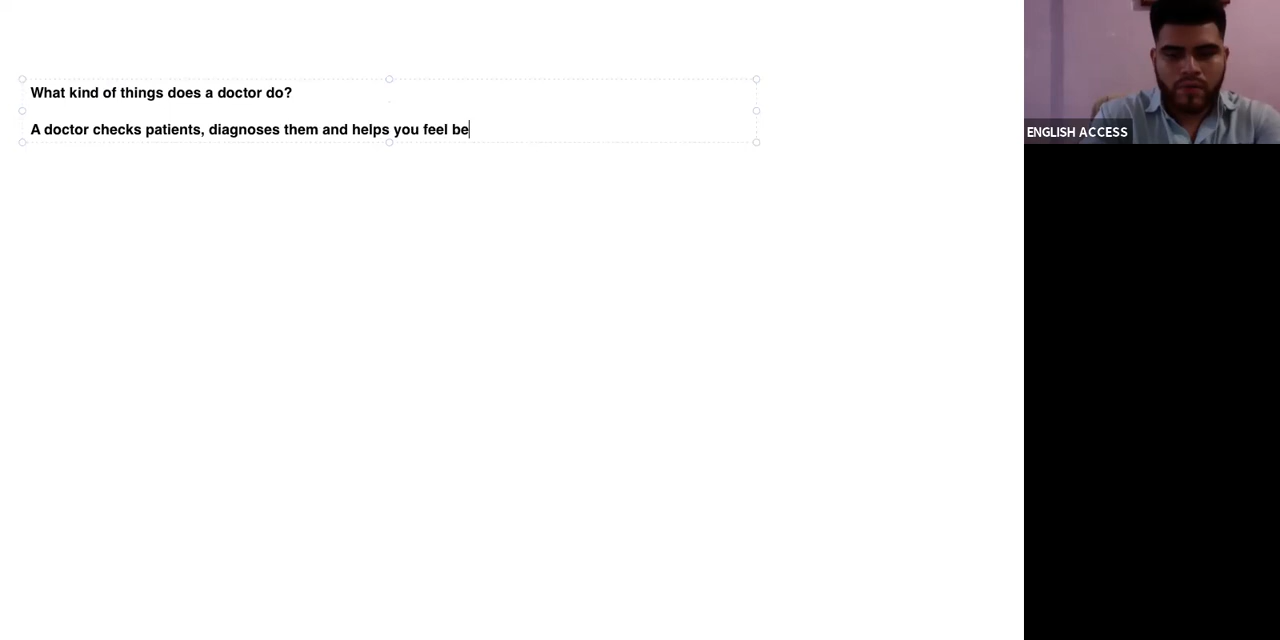 What kind of things does a doctor do?
A doctor checks patients, diagnoses them and helps you feel be
ENGLISH ACCESS